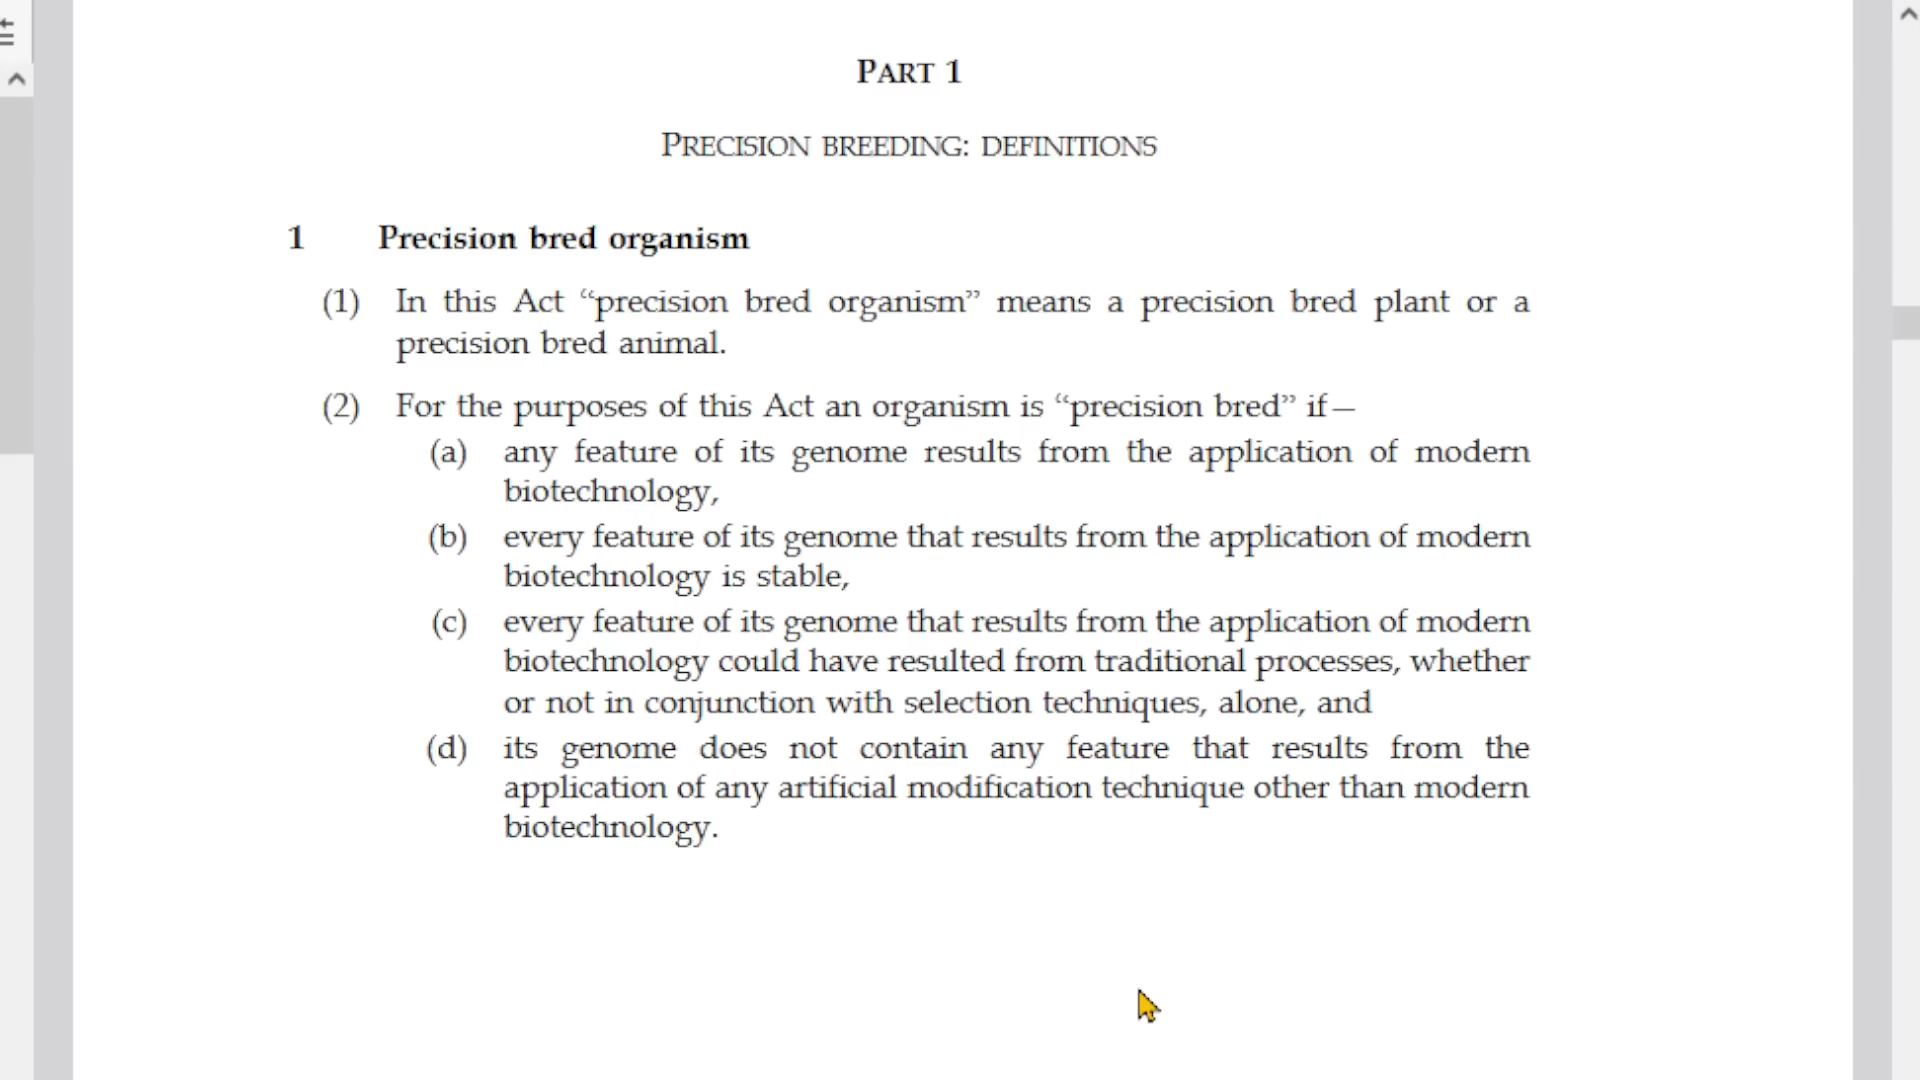 PART 1
PRECISION BREEDING: DEFINITIONS
1 Precision bred organism
(1) In this Act “precision bred organism” means a precision bred plant or a
precision bred animal.
(2) For the purposes of this Act an organism is “precision bred” if—
(a) any feature of its genome results from the application of modern
biotechnology,
(b) every feature of its genome that results from the application of modern
biotechnology is stable,
(c) every feature of its genome that results from the application of modern
biotechnology could have resulted from traditional processes, whether
or not in conjunction with selection techniques, alone, and
(d) its genome does not contain any feature that results from the
application of any artificial modification technique other than modern
biotechnology.